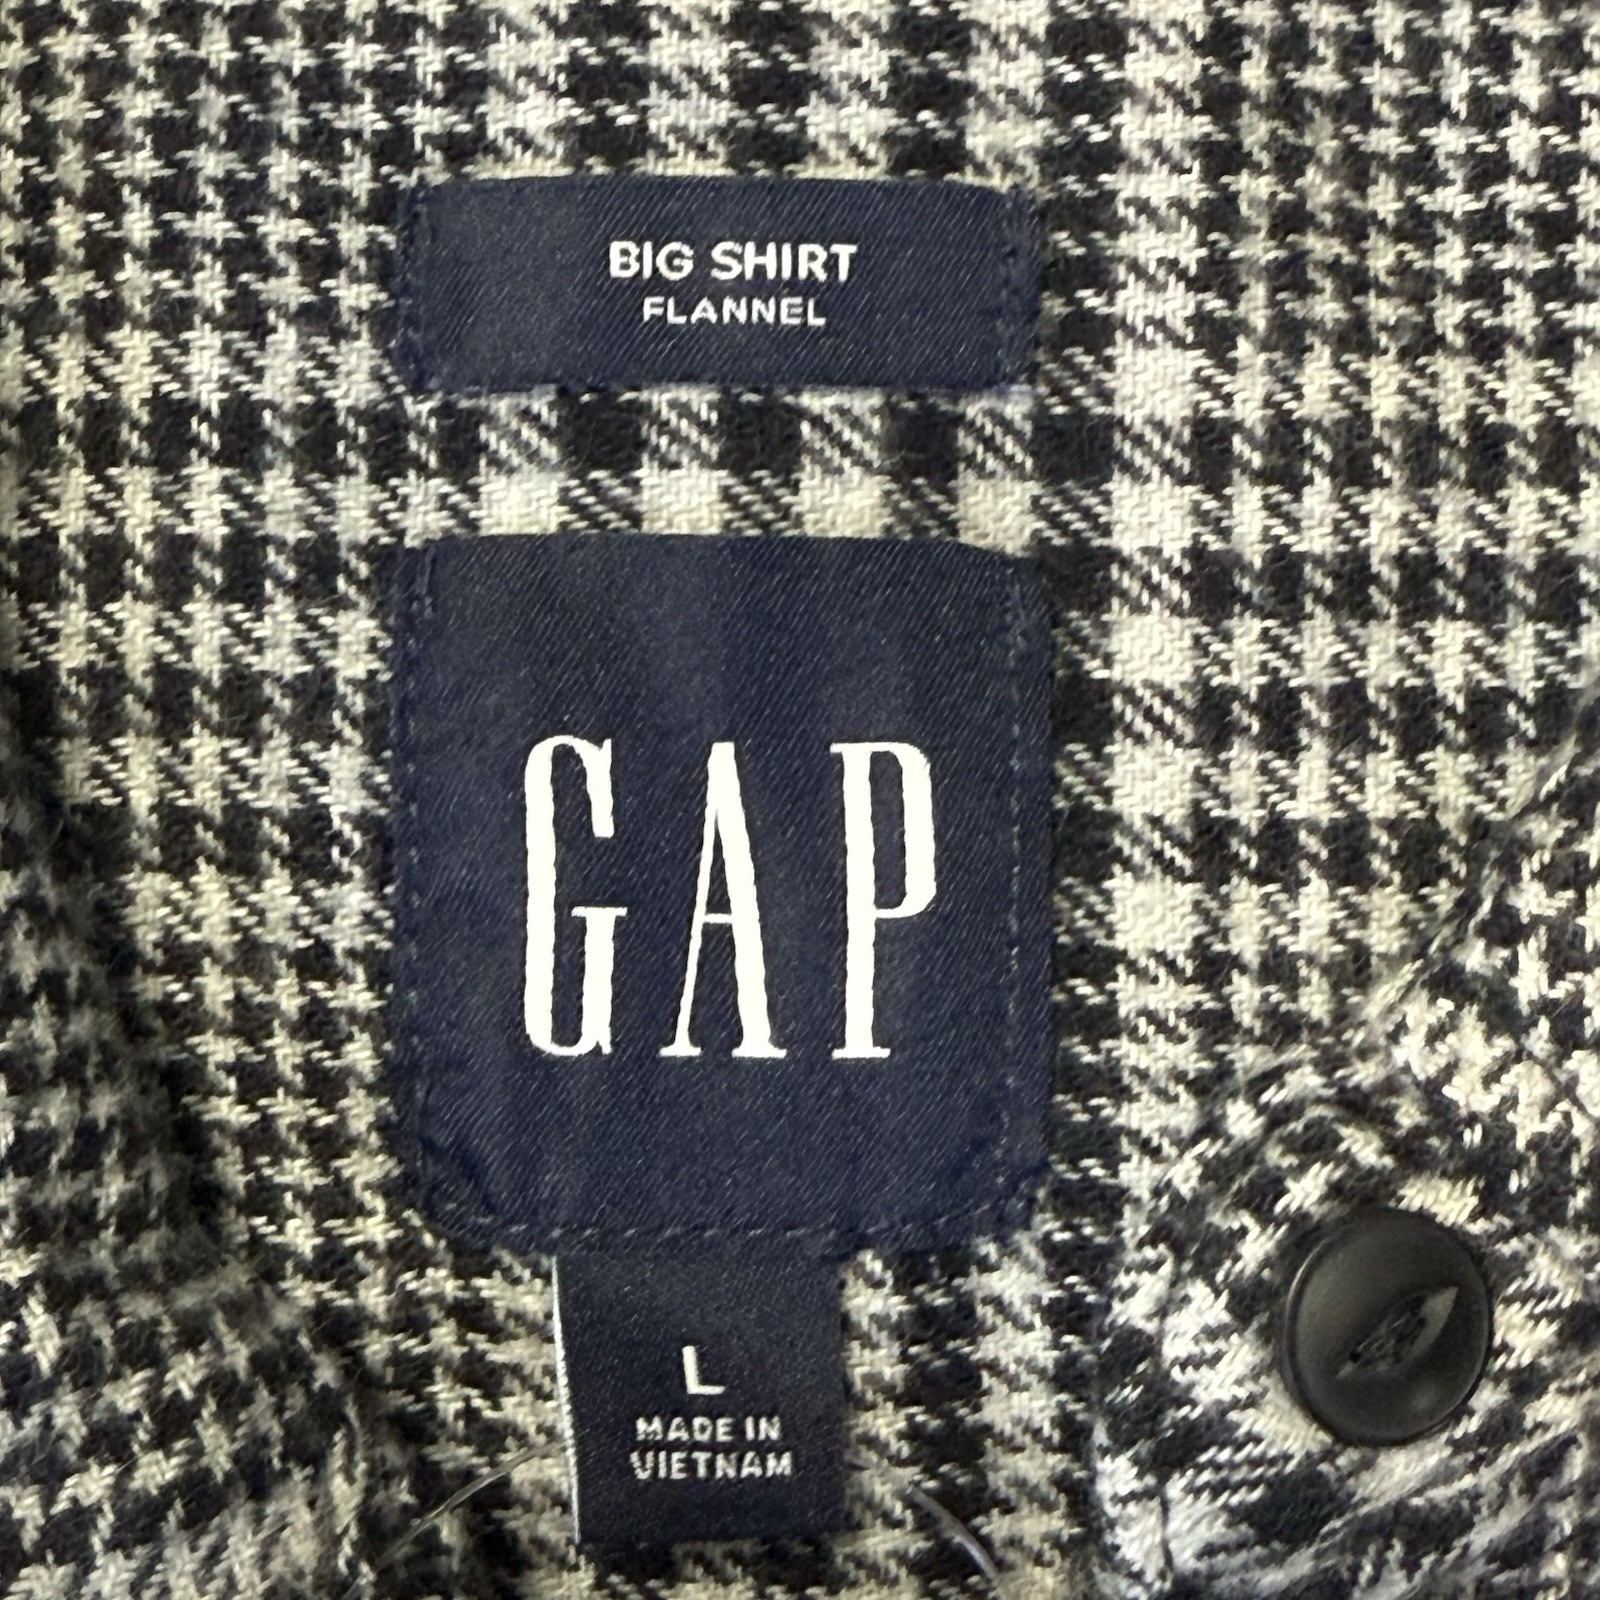 BIG SHIRT
FLANNEL
GAP
L
MADE IN
VIETNAM